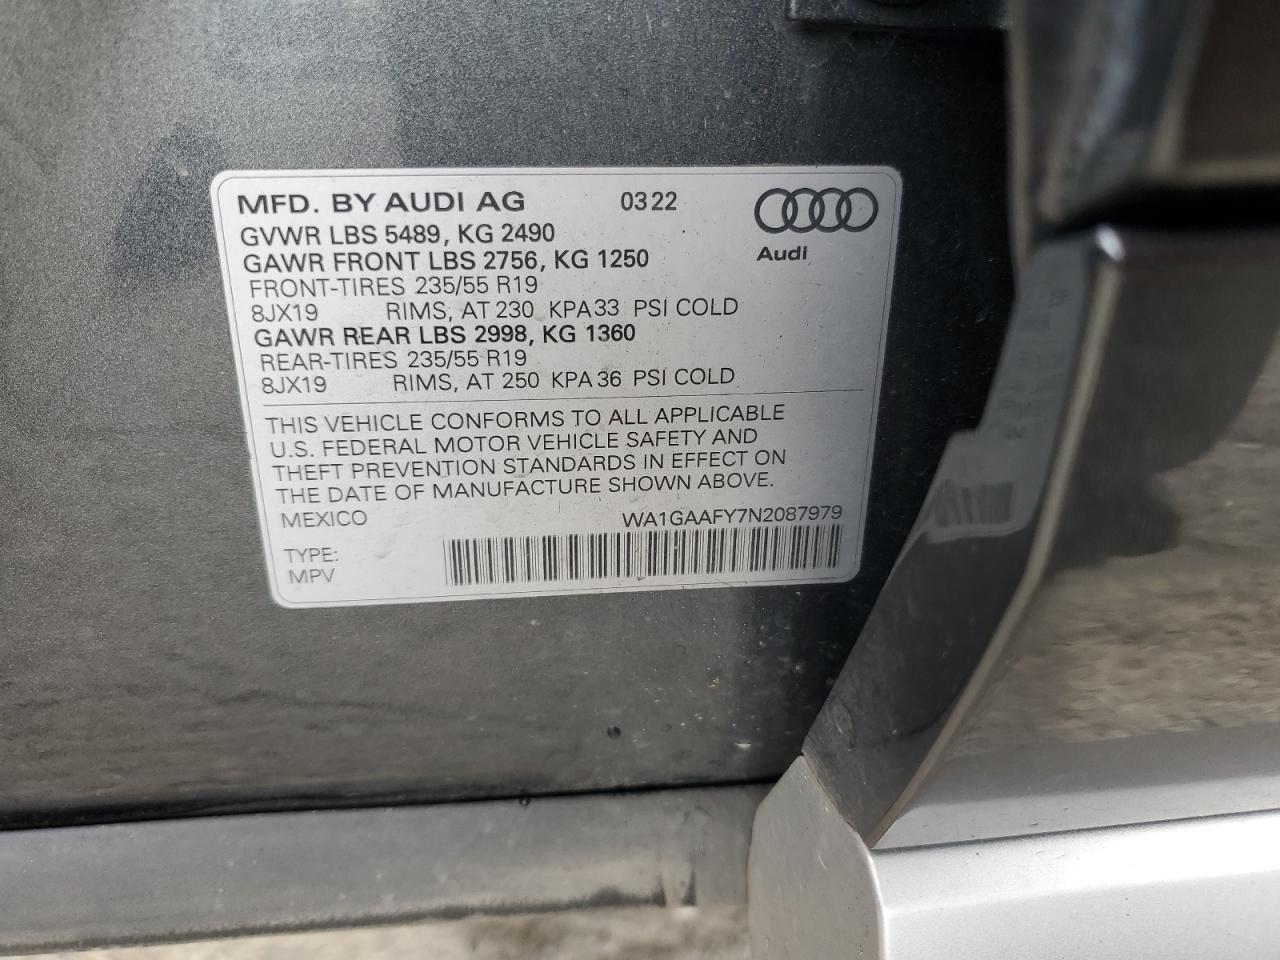 MFD. BY AUDI AG 03 22
GVWR LBS 5489, KG 2490
Audi
GAWR FRONT LBS 2756, KG 1250
FRONT-TIRES 235/55 R19
8JX19 RIMS, AT 230 KPA 33 PSI COLD
GAWR REAR LBS 2998, KG 1360
REAR-TIRES 235/55 R19
8JX19 RIMS, AT 250 KPA 36 PSI COLD
THIS VEHICLE CONFORMS TO ALL APPLICABLE
U.S. FEDERAL MOTOR VEHICLE SAFETY AND
THEFT PREVENTION STANDARDS IN EFFECT ON
THE DATE OF MANUFACTURE SHOWN ABOVE.
MEXICO WA1GAAFY7N2087979
TYPE:
MPV